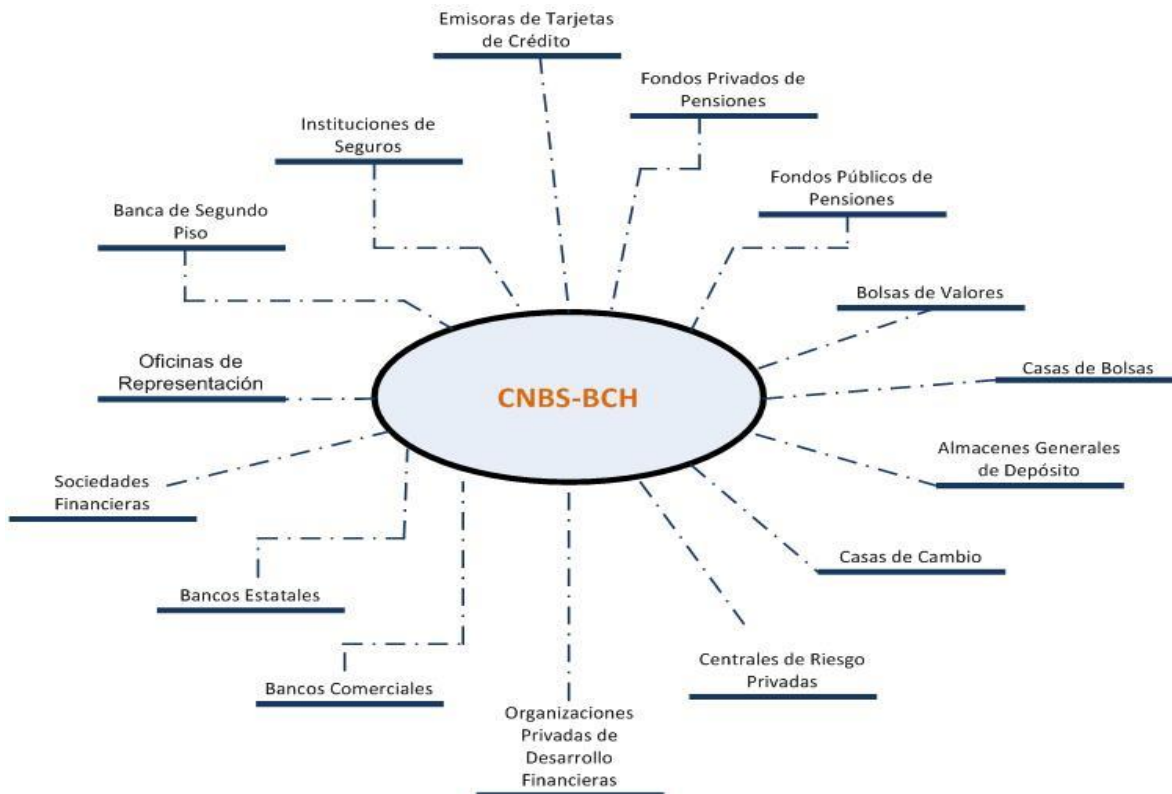 Emisoras de Tarjetas
de Crédito
Fondos Privados de
Pensiones
Instituciones de
Seguros
Fondos Públicos de
Pensiones
Banca de Segundo
Piso
Bolsas de Valores
Oficinas de
Representación
CNBS-BCH
Casas de Bolsas
Almacenes Generales
de Depósito
Sociedades
Financieras
Casas de Cambio
Bancos Estatales
Centrales de Riesgo
Privadas
Bancos Comerciales
Organizaciones
Privadas de
Desarrollo
Financieras